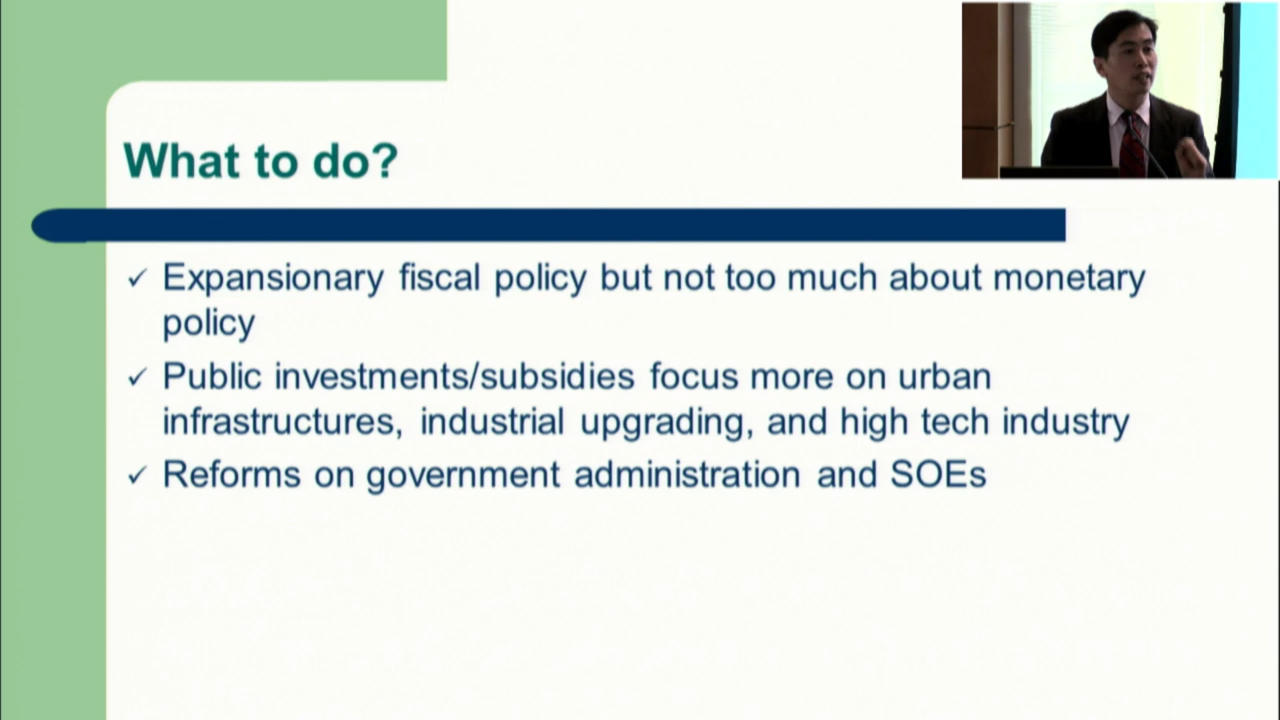 What to do?
✓ Expansionary fiscal policy but not too much about monetary
policy
✓ Public investments/subsidies focus more on urban
infrastructures, industrial upgrading, and high tech industry
✓ Reforms on government administration and SOEs